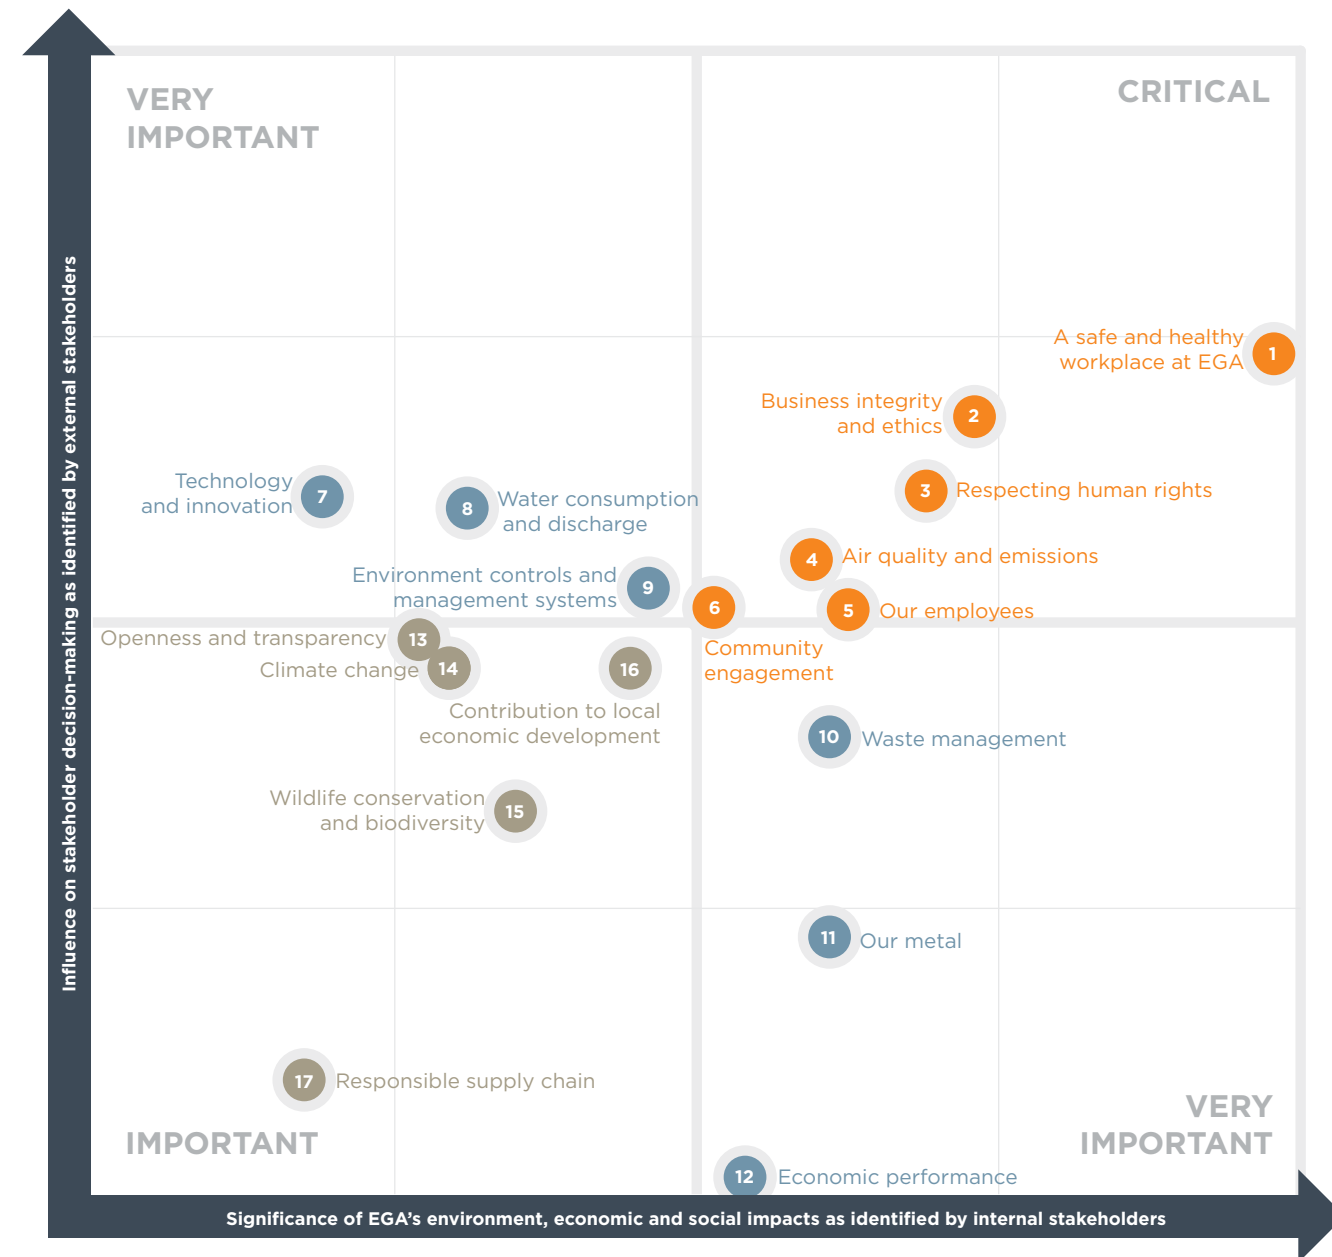 VERY
IMPORTANT
CRITICAL
Influence on stakeholder decision-making as identified by external stakeholders
A safe and healthy
workplace at EGA
1
Business integrity
and ethics
2
Technology
and innovation
7
8
Water consumption
and discharge
3
Respecting human rights
4
Air quality and emissions
Environment controls and
management systems
9
6
Community
engagement
5
Our employees
Openness and transparency
13
Climate change
14
16
Contribution to local
economic development
10
Waste management
Wildlife conservation
and biodiversity
15
11
Our metal
17
Responsible supply chain
IMPORTANT
VERY
IMPORTANT
12
Economic performance
Significance of EGA's environment, economic and social impacts as identified by internal stakeholders